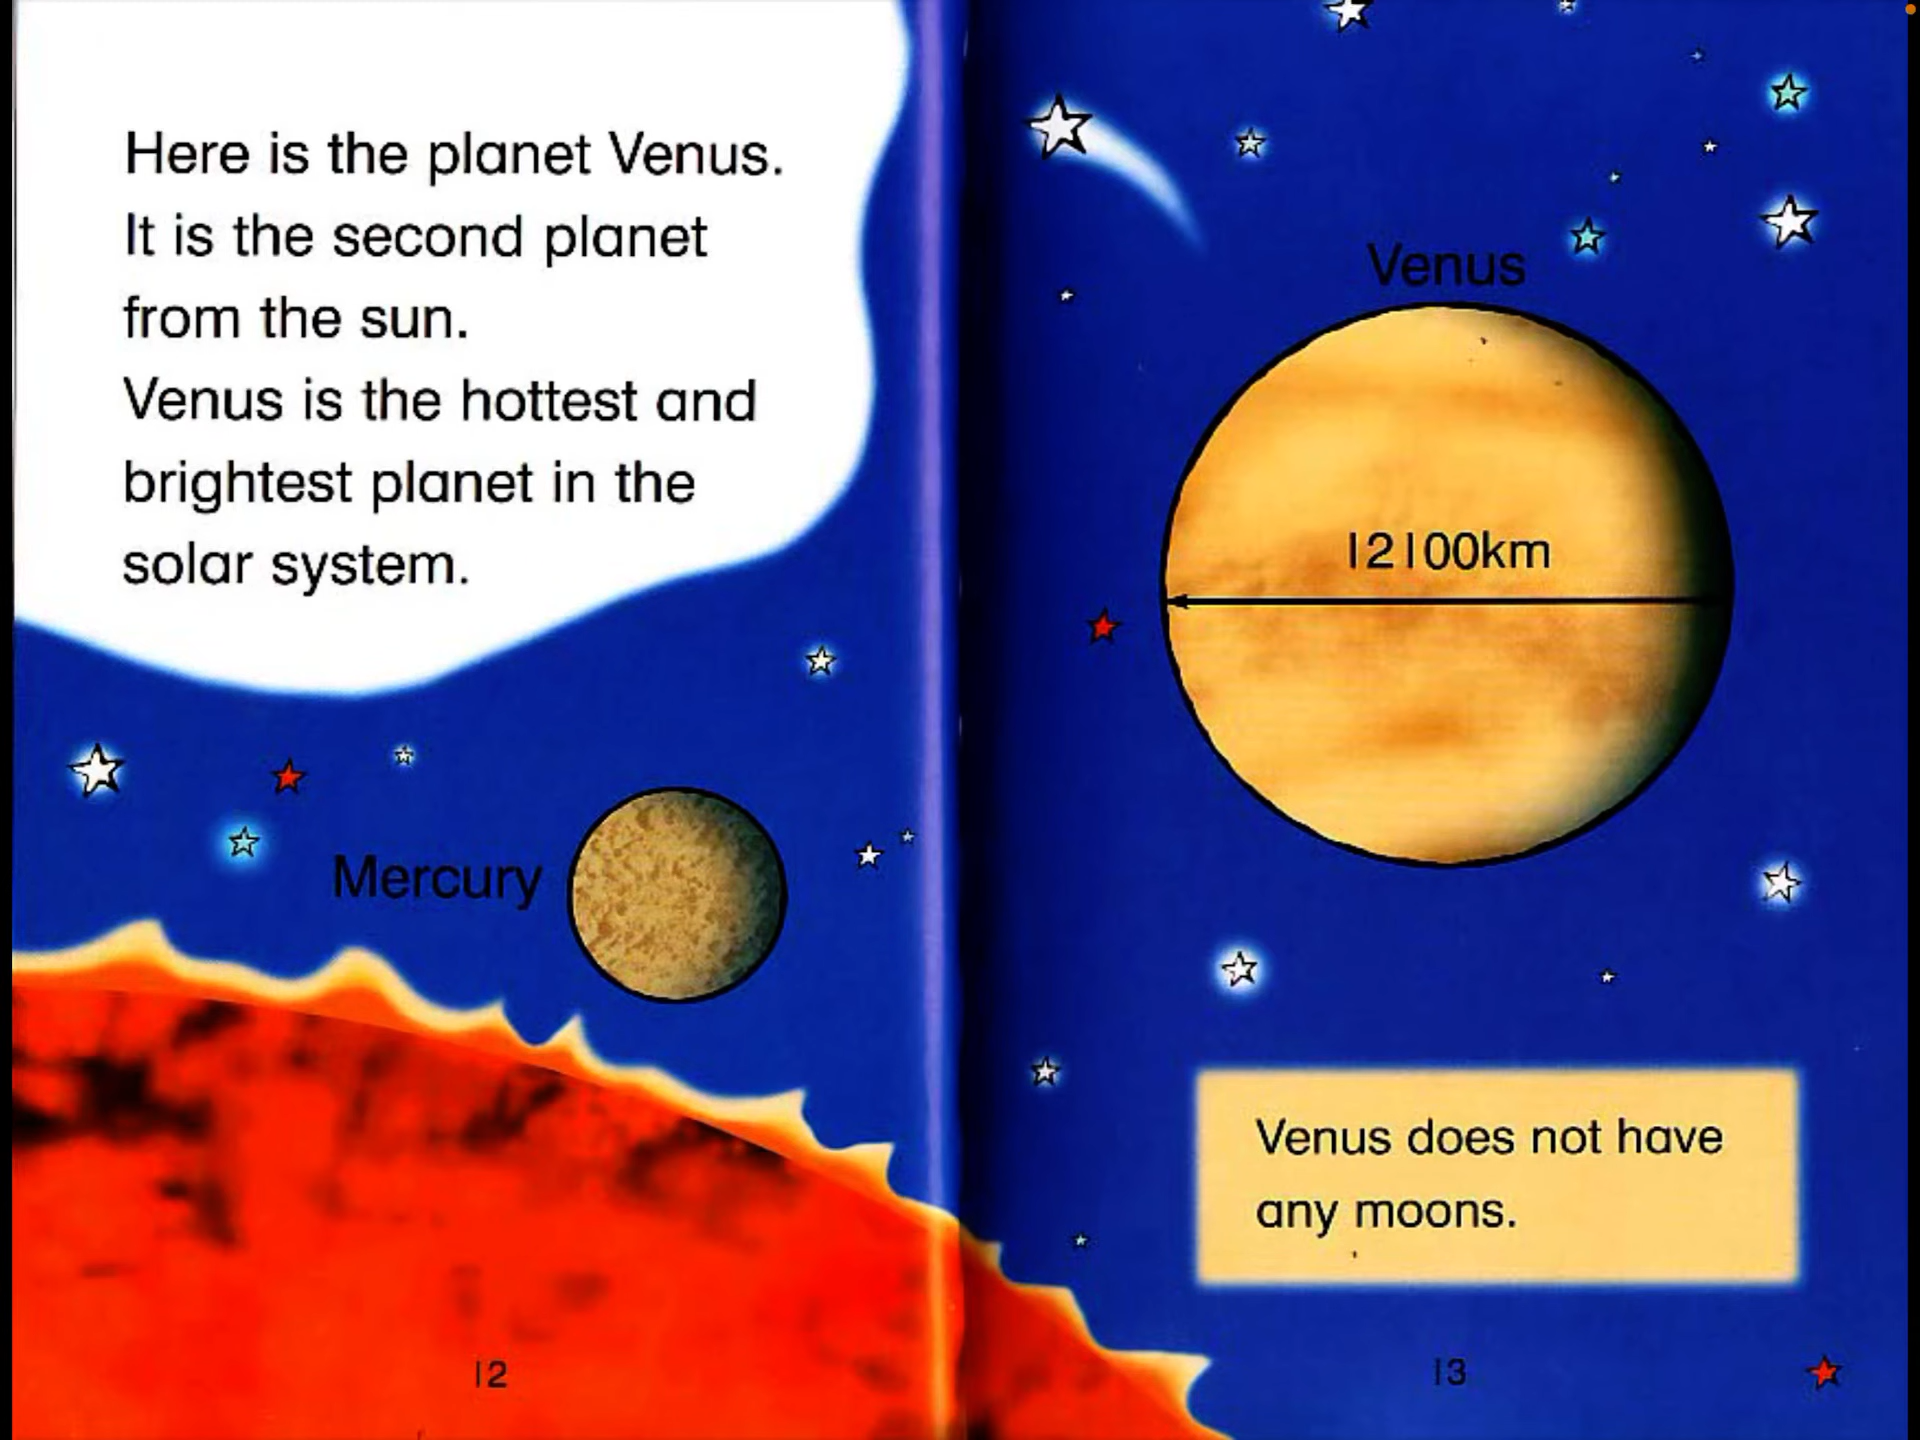 Here is the planet Venus.
It is the second planet
from the sun.
Venus is the hottest and
brightest planet in the
solar system.
Mercury
12
Venus
12100km
Venus does not have
any moons.
13